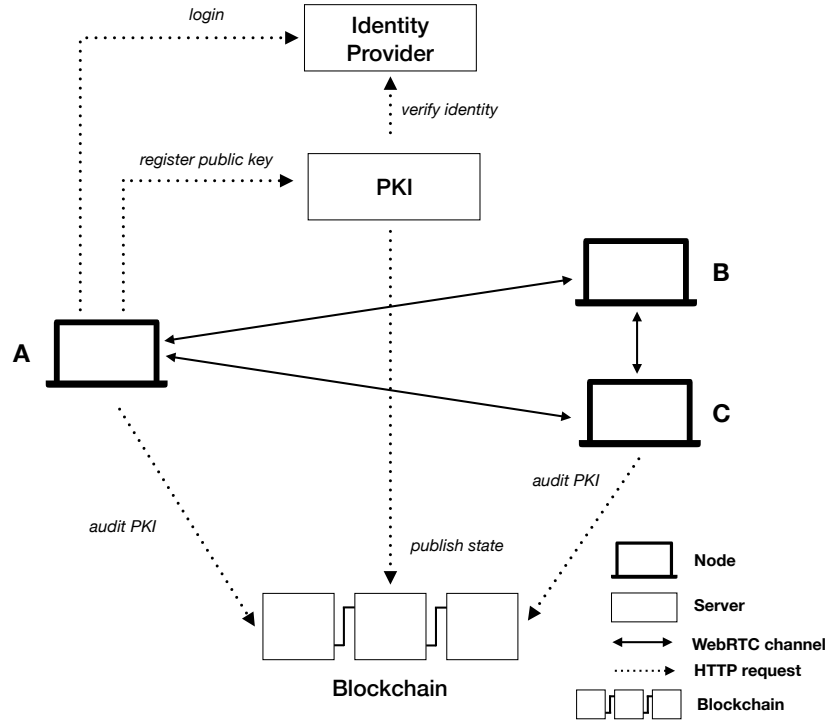 login
Identity
Provider
verify identity
register public key
PKI
B
A
C
audit PKI
audit PKI
publish state
Blockchain
Node
Server
WebRTC channel
HTTP request
Blockchain